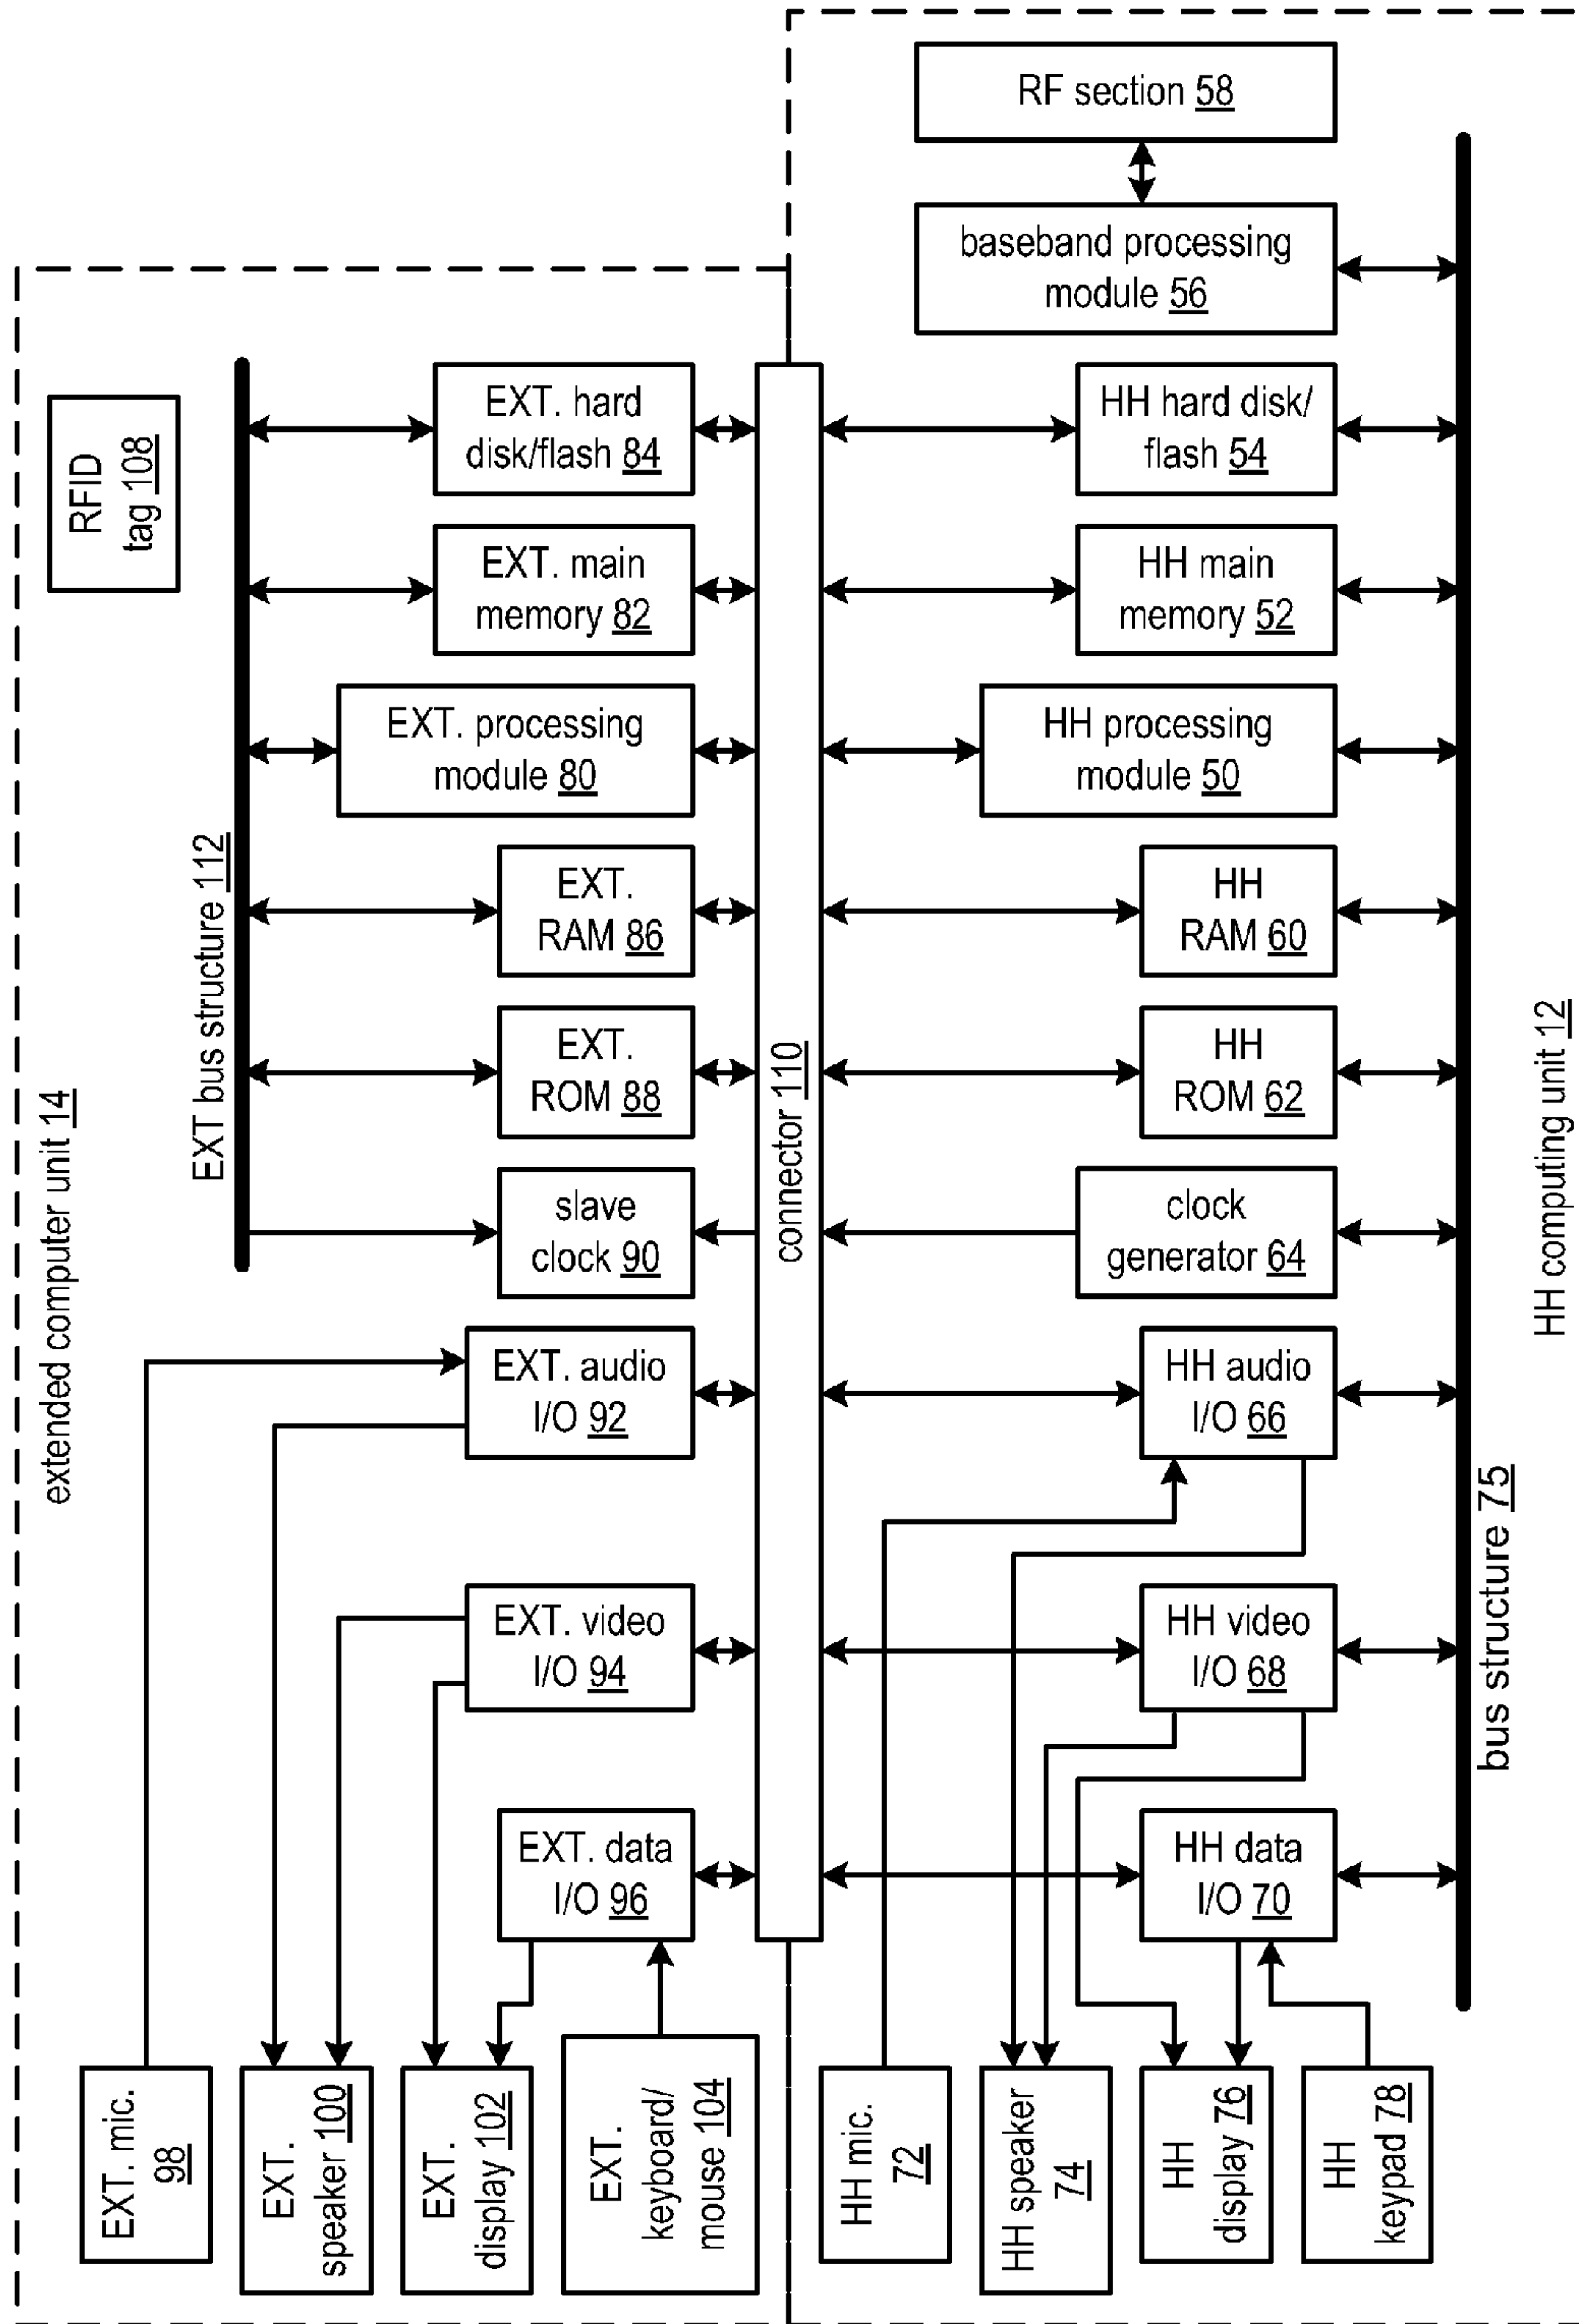 extended computer unit 14
RFID
tag 108
EXT bus structure 112
EXT. hard
disk/flash 84
EXT. main
memory 82
EXT. processing
module 80
EXT.
RAM 86
EXT.
ROM 88
slave
clock 90
EXT. audio
I/O 92
EXT. video
I/O 94
EXT. data
I/O 96
EXT. mic.
98
EXT.
speaker 100
EXT.
display 102
EXT.
keyboard/
mouse 104
connector 110
RF section 58
baseband processing
module 56
HH hard disk/
flash 54
HH main
memory 52
HH processing
module 50
HH
RAM 60
HH
ROM 62
clock
generator 64
HH audio
I/O 66
HH video
I/O 68
HH data
I/O 70
HH mic.
72
HH speaker
74
HH
display 76
HH
keypad 78
bus structure 75
HH computing unit 12